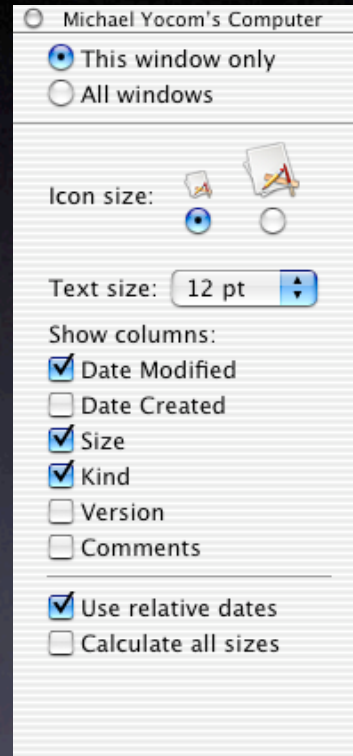 Michael Yocom's Computer
This window only
All windows
Icon size:
Text size: 12 pt
Show columns:
Date Modified
Date Created
Size
Kind
Version
Comments
Use relative dates
Calculate all sizes